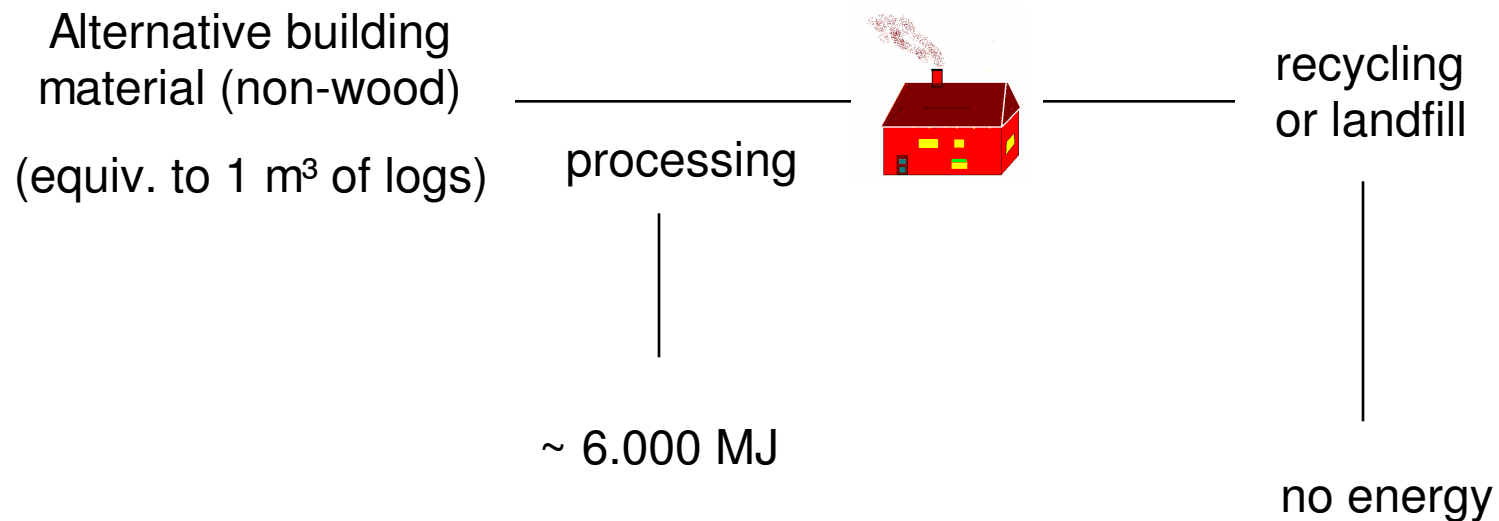 Alternative building
material (non-wood)
(equiv. to 1 m³ of logs)
processing
~ 6.000 MJ
recycling
or landfill
no energy